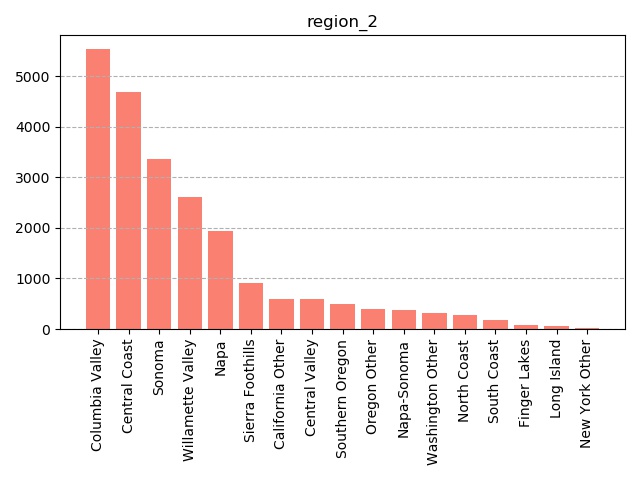 region_2
5000
4000
3000
2000
1000
0
Columbia Valley
Central Coast
Sonoma
Willamette Valley
Napa
Sierra Foothills
California Other
Central Valley
Southern Oregon
Oregon Other
Napa-Sonoma
Washington Other
North Coast
South Coast
Finger Lakes
Long Island
New York Other